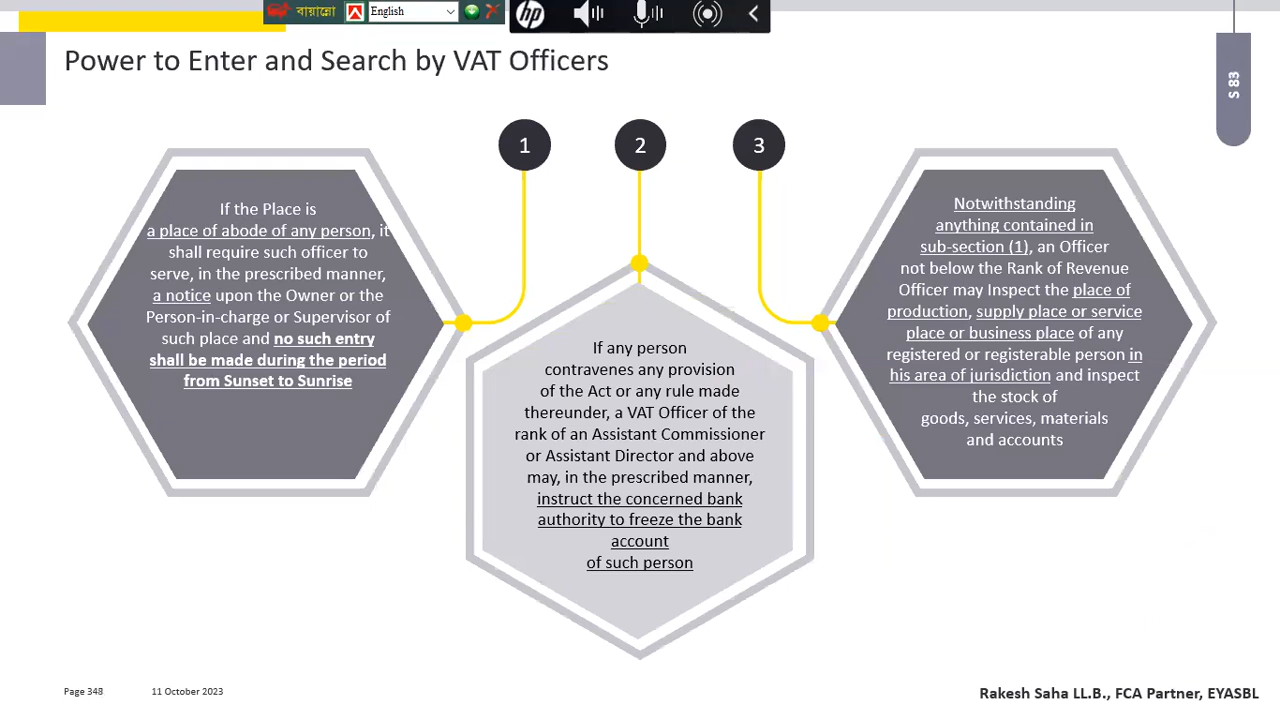 বায়ান্নো
English
hp
Power to Enter and Search by VAT Officers
S 83
1
2
3
If the Place is
a place of abode of any person, it
shall require such officer to
serve, in the prescribed manner,
a notice upon the Owner or the
Person-in-charge or Supervisor of
such place and no such entry
shall be made during the period
from Sunset to Sunrise
If any person
contravenes any provision
of the Act or any rule made
thereunder, a VAT Officer of the
rank of an Assistant Commissioner
or Assistant Director and above
may, in the prescribed manner,
instruct the concerned bank
authority to freeze the bank
account
of such person
Notwithstanding
anything contained in
sub-section (1), an Officer
not below the Rank of Revenue
Officer may Inspect the place of
production, supply place or service
place or business place of any
registered or registerable person in
his area of jurisdiction and inspect
the stock of
goods, services, materials
and accounts
Page 348
11 October 2023
Rakesh Saha LL.B., FCA Partner, EYASBL